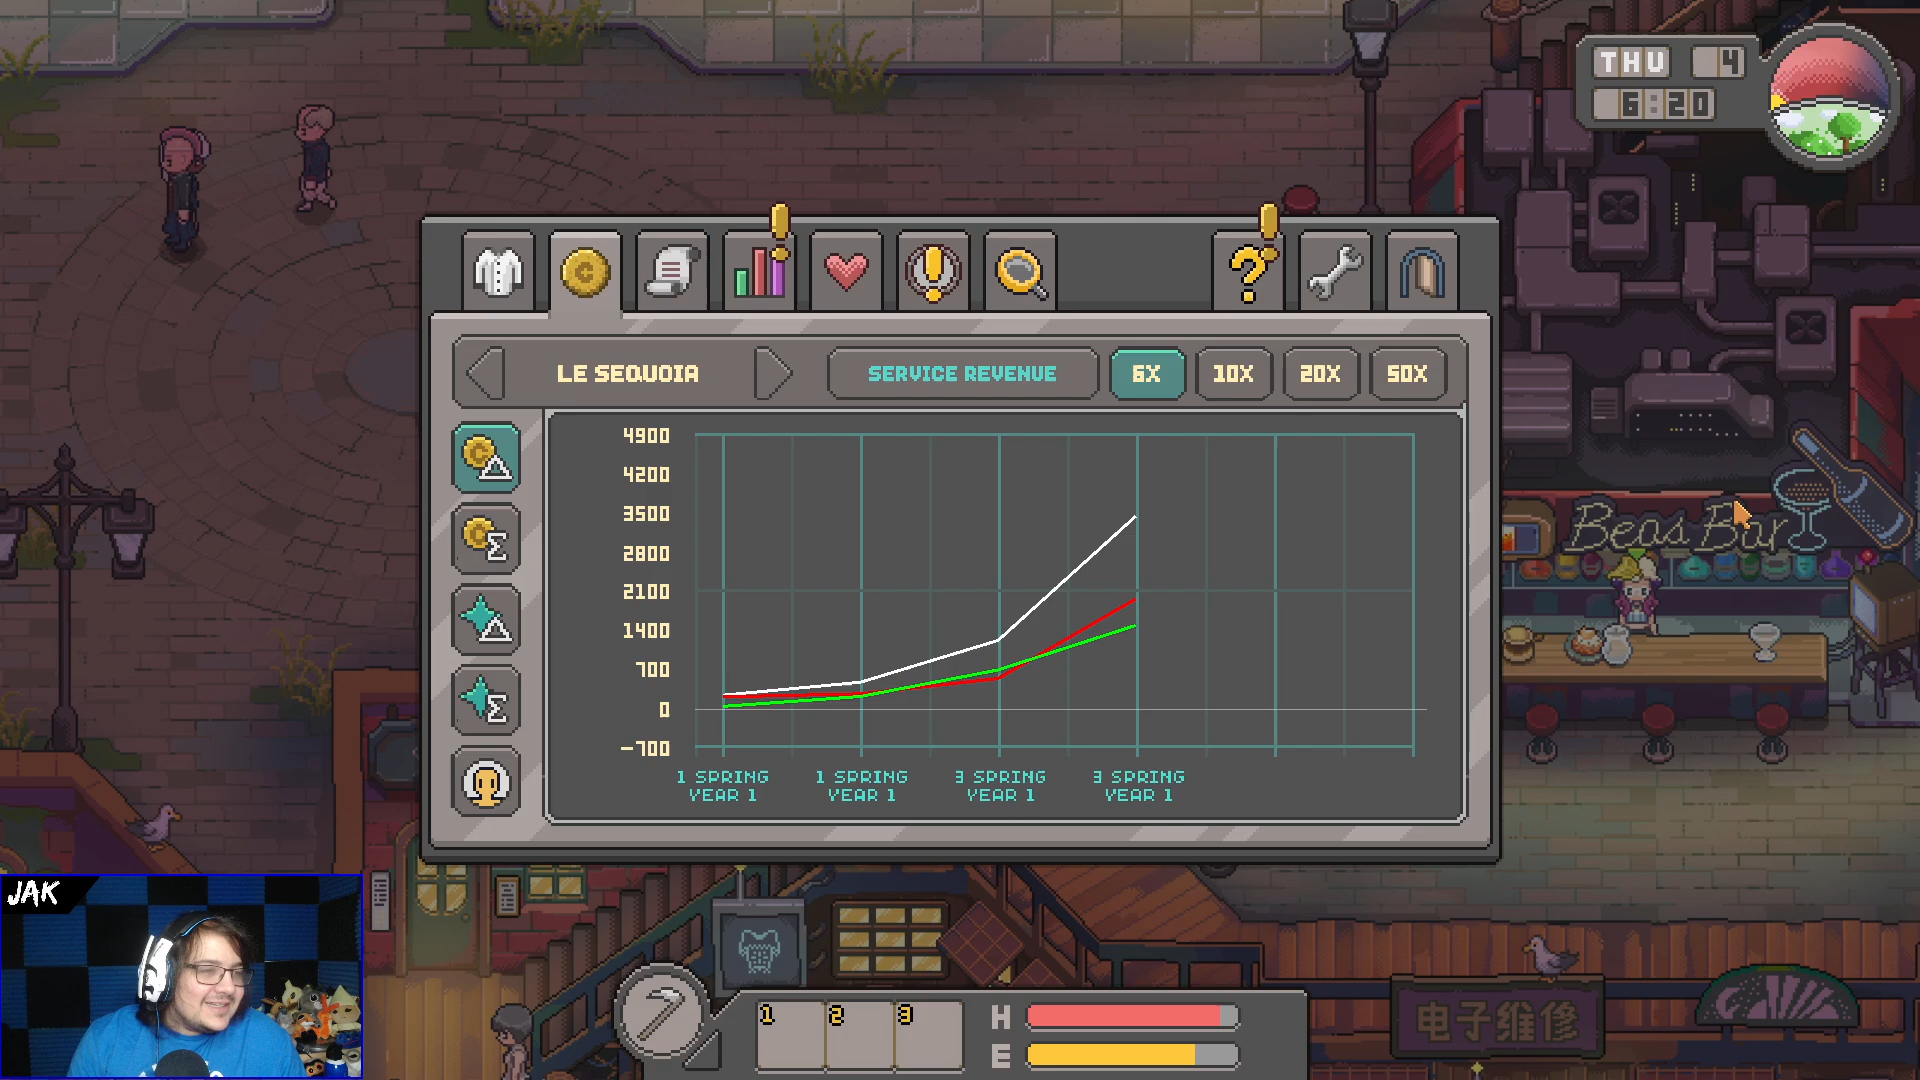 THU 4
6:20
LE SEQUOIA SERVICE REVENUE 6X 10X 20X 50X
4900
4200
3500
2800
2100
1400
700
0
-700
1 SPRING YEAR 1
1 SPRING YEAR 1
3 SPRING YEAR 1
3 SPRING YEAR 1
Beas Bar
JAK
1 2 3
H
E
电子维修